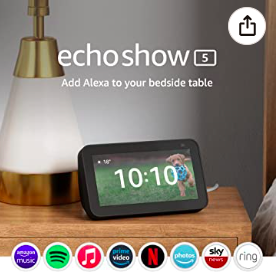 echo show 5
Add Alexa to your bedside table
10:10
amazon music
prime video
N
photos
sky news
ring